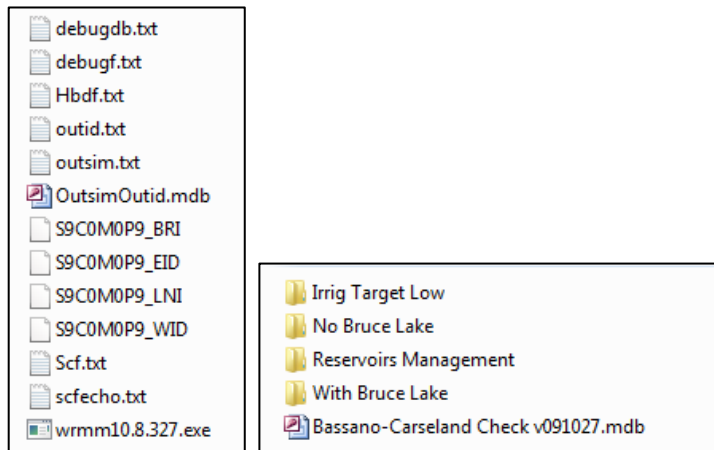 debugdb.txt
debugf.txt
Hbdf.txt
outid.txt
outsim.txt
OutsimOutid.mdb
S9C0M0P9_BRI
S9C0M0P9_EID
S9C0M0P9_LNI
S9C0M0P9_WID
Scf.txt
scfecho.txt
wrmm10.8.327.exe
Irrig Target Low
No Bruce Lake
Reservoirs Management
With Bruce Lake
Bassano-Carseland Check v091027.mdb